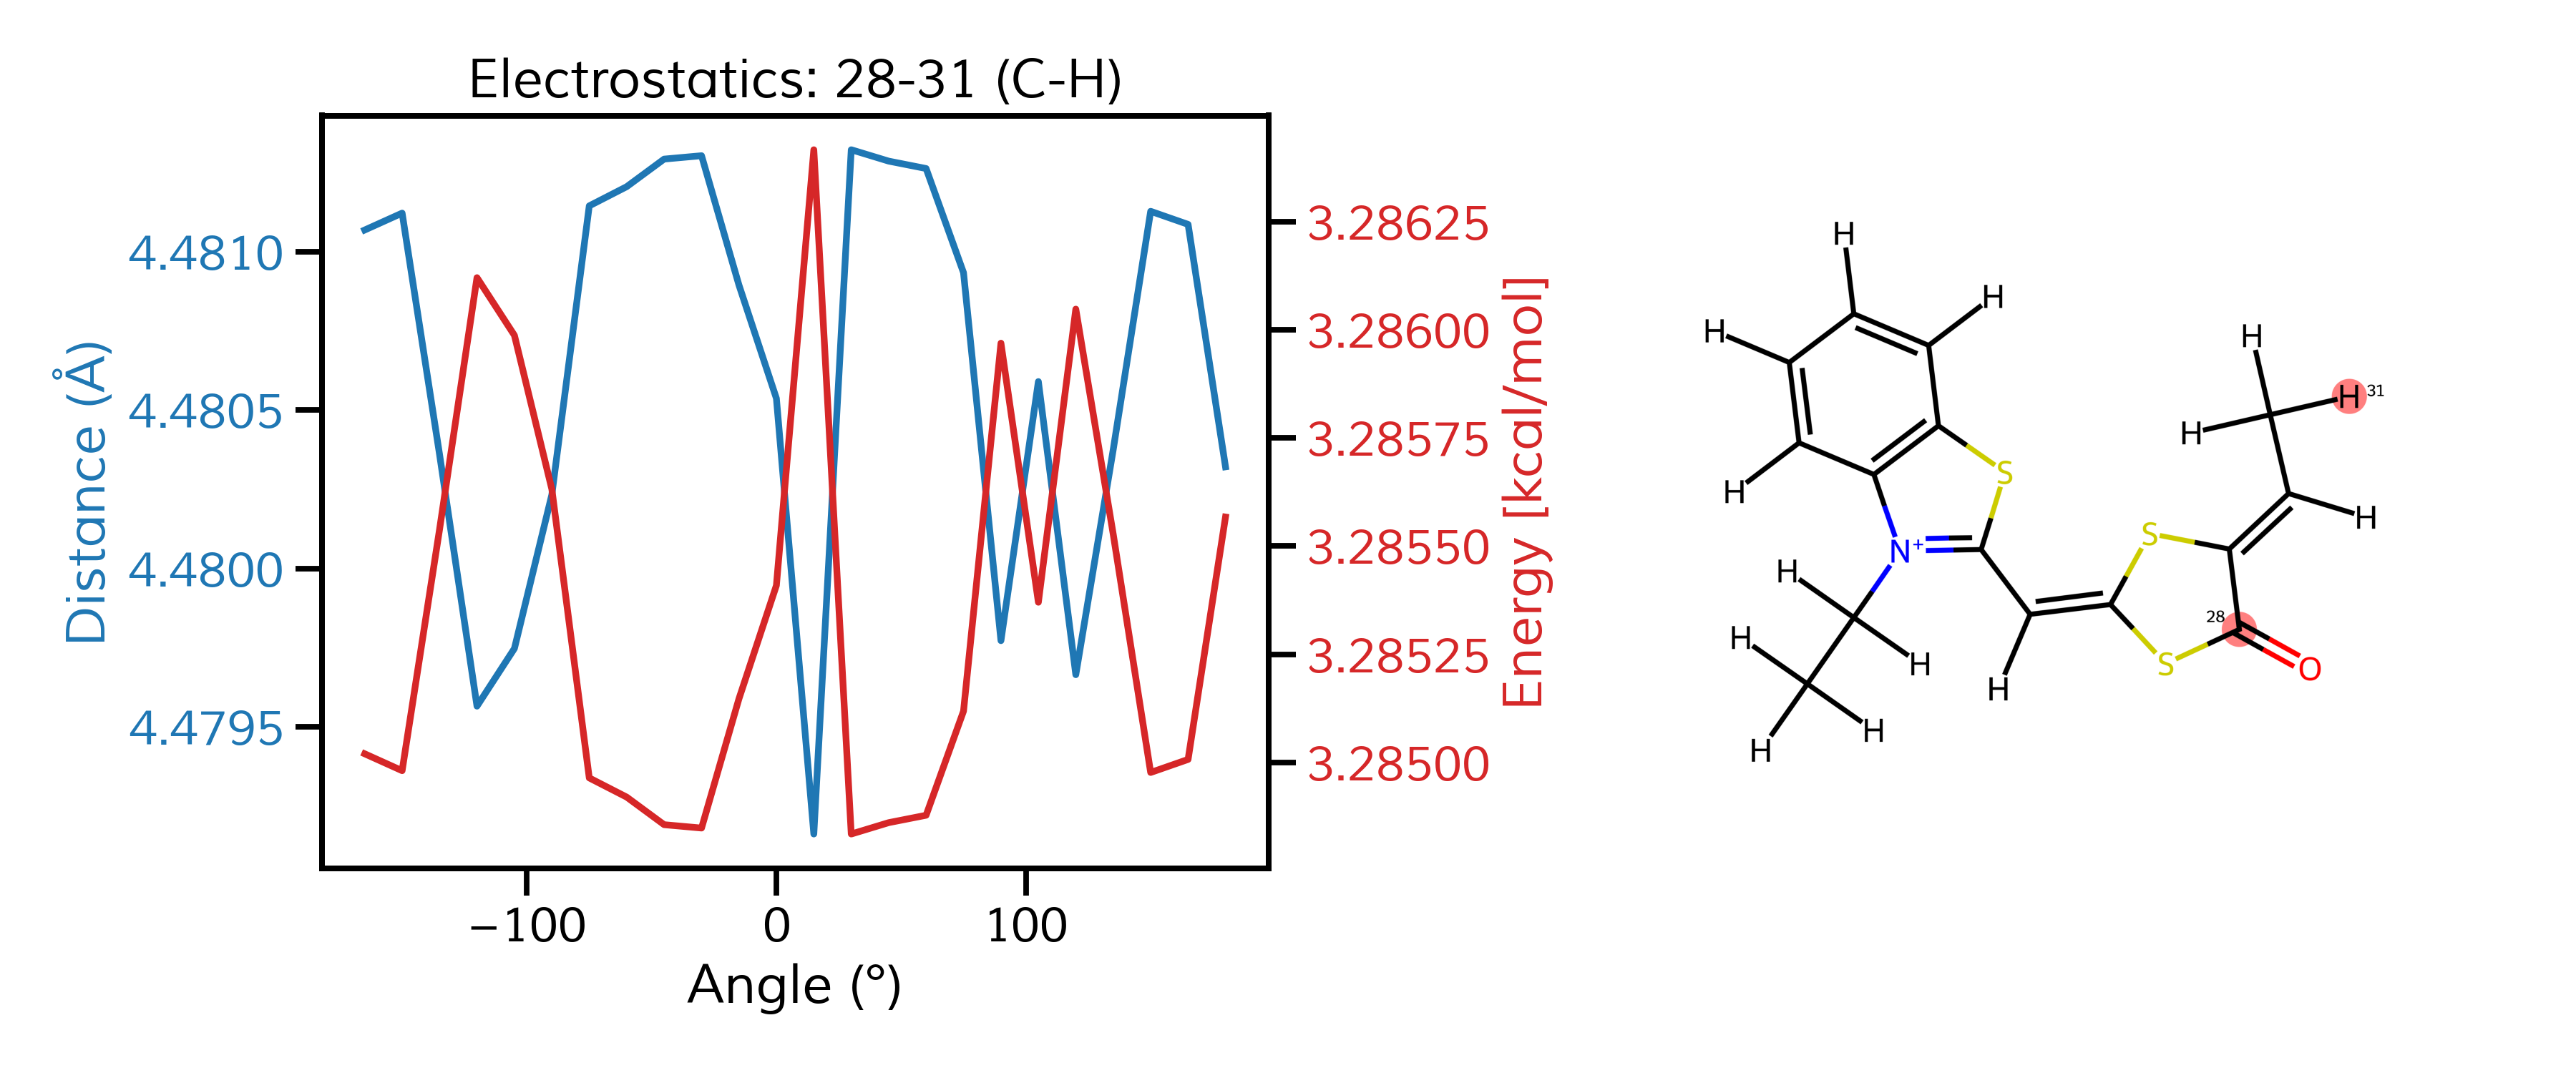 Electrostatics: 28-31 (C-H)
Distance (Å)
4.4810
4.4805
4.4800
4.4795
−100
0
100
Angle (°)
3.28625
3.28600
3.28575
3.28550
3.28525
3.28500
Energy [kcal/mol]
H
H
H
H
H
H 31
H
S
H
H
S
N+
H
28
H
H
S
O
H
H
H